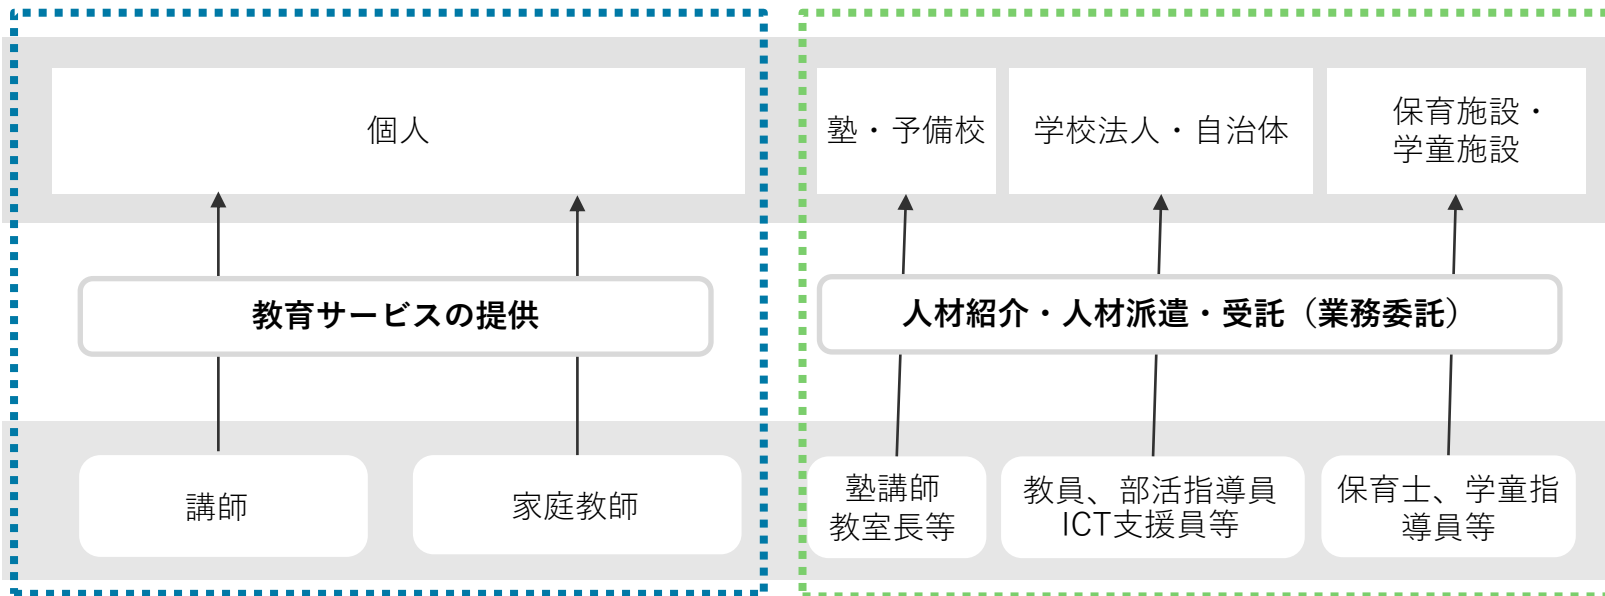 個人
塾・予備校
学校法人・自治体
保育施設・
学童施設
教育サービスの提供
人材紹介・人材派遣・受託（業務委託）
講師
家庭教師
塾講師
教室長等
教員、部活指導員
ICT支援員等
保育士、学童指
導員等